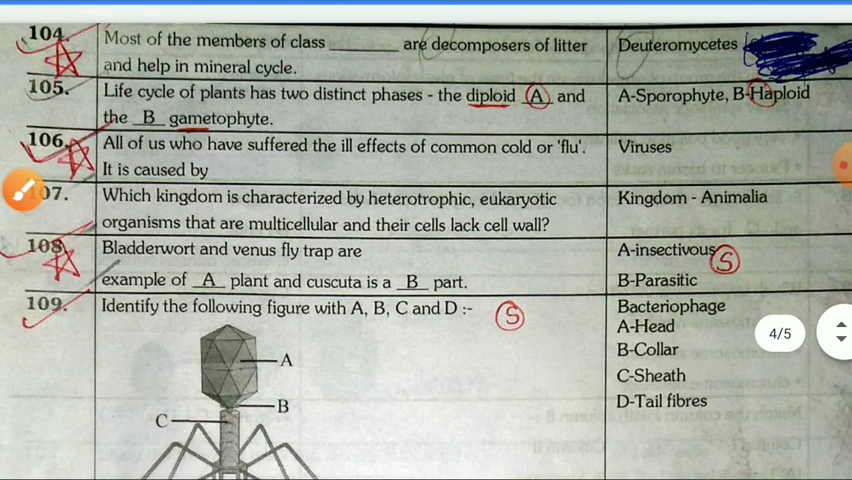 104. Most of the members of class ________ are decomposers of litter Deuteromycetes
and help in mineral cycle.
105. Life cycle of plants has two distinct phases - the diploid _A_ and A-Sporophyte, B-Haploid
the _B_ gametophyte.
106. All of us who have suffered the ill effects of common cold or 'flu'. Viruses
It is caused by
107. Which kingdom is characterized by heterotrophic, eukaryotic Kingdom - Animalia
organisms that are multicellular and their cells lack cell wall?
108. Bladderwort and venus fly trap are A-insectivous S
example of _A_ plant and cuscuta is a _B_ part. B-Parasitic
109. Identify the following figure with A, B, C and D :- S Bacteriophage
A-Head
B-Collar
C-Sheath
D-Tail fibres
A
B
C
4/5